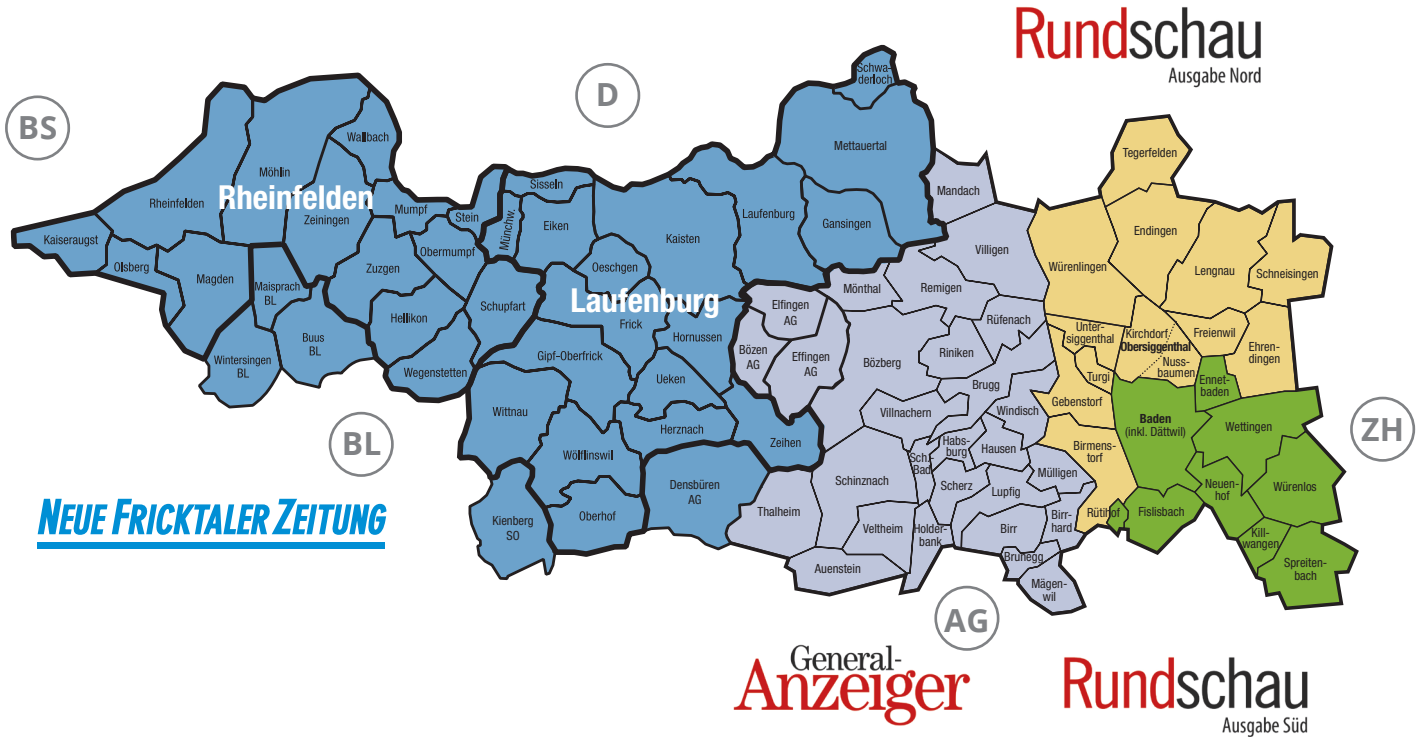 Rundschau
Ausgabe Nord
BS
D
Schwa-
derloch
Wallbach
Mettauertal
Tegerfelden
Möhlin
Rheinfelden
Rheinfelden
Zeiningen
Mumpf
Stein
Sisseln
Münchw.
Eiken
Laufenburg
Gansingen
Mandach
Kaiseraugst
Olsberg
Magden
Maisprach
BL
Zuzgen
Obermumpf
Kaisten
Oeschgen
Villigen
Endingen
Würenlingen
Lengnau
Schneisingen
Schupfart
Laufenburg
Frick
Hornussen
Mönthal
Remigen
Elfingen
AG
Rüfenach
Hellikon
Buus
BL
Wintersingen
BL
Wegenstetten
Gipf-Oberfrick
Bözen
AG
Effingen
AG
Bözberg
Riniken
Unter-
siggenthal
Kirchdorf
Obersiggenthal
Nuss-
baumen
Freienwil
Ehren-
dingen
Turgi
Ennet-
baden
Ueken
Brugg
Wittnau
Villnachern
Windisch
Gebenstorf
Herznach
Zeihen
Baden
(inkl. Dättwil)
Wettingen
ZH
BL
Wölflinswil
Habs-
burg
Hausen
Birmens-
torf
Sch.-
Bad
Densbüren
AG
Schinznach
Scherz
Lupfig
Mülligen
Neuen-
hof
Würenlos
NEUE FRICKTALER ZEITUNG
Kienberg
SO
Oberhof
Thalheim
Veltheim
Holder-
bank
Birr
Birr-
hard
Rütihof
Fislisbach
Kill-
wangen
Brunegg
Auenstein
Mägen-
wil
Spreiten-
bach
AG
General-
Anzeiger
Rundschau
Ausgabe Süd